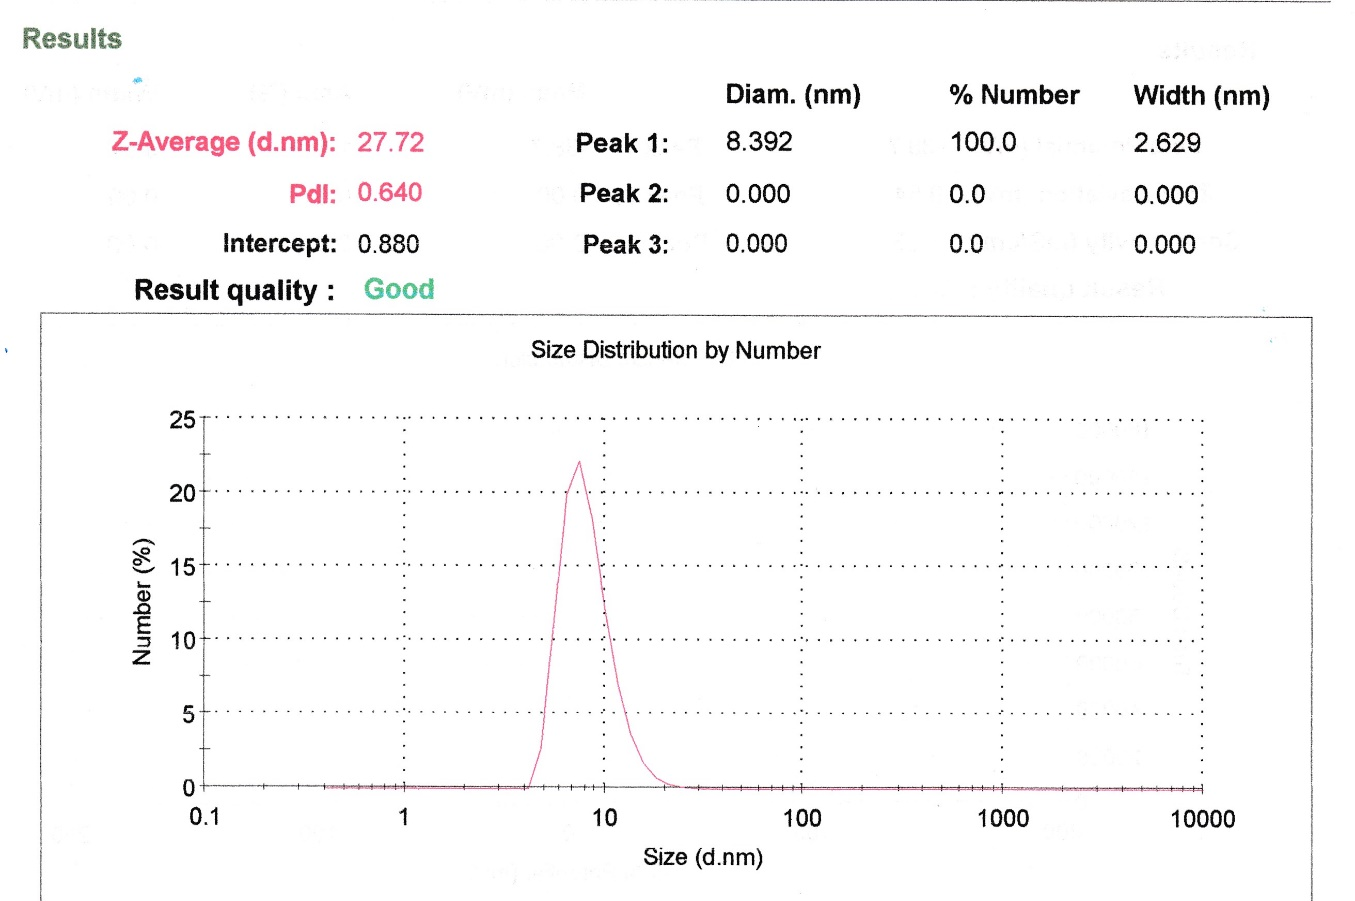 Results
Diam. (nm) % Number Width (nm)
Z-Average (d.nm): 27.72 Peak 1: 8.392 100.0 2.629
PdI: 0.640 Peak 2: 0.000 0.0 0.000
Intercept: 0.880 Peak 3: 0.000 0.0 0.000
Result quality : Good
Size Distribution by Number
25
20
15
10
5
0
Number (%)
0.1 1 10 100 1000 10000
Size (d.nm)